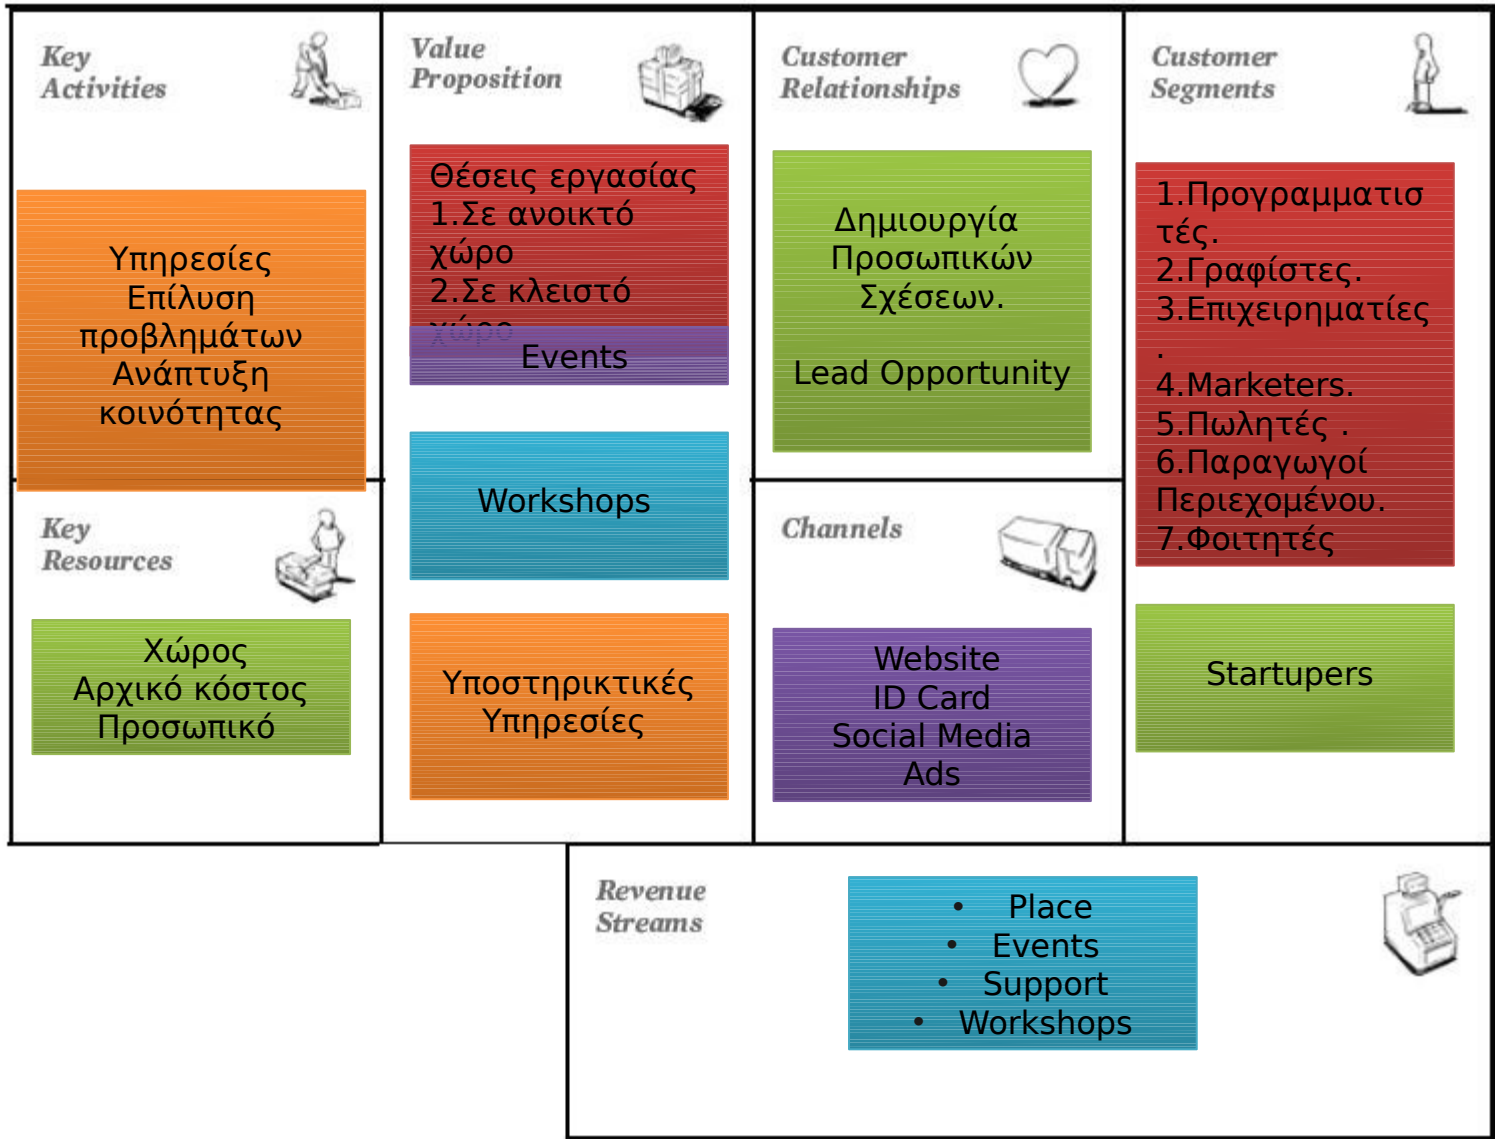 Key
Activities
Υπηρεσίες
Επίλυση
προβλημάτων
Ανάπτυξη
κοινότητας
Key
Resources
Χώρος
Αρχικό κόστος
Προσωπικό
Value
Proposition
Θέσεις εργασίας
1.Σε ανοικτό
χώρο
2.Σε κλειστό
χώρο
Events
Workshops
Υποστηρικτικές
Υπηρεσίες
Customer
Relationships
Δημιουργία
Προσωπικών
Σχέσεων.
Lead Opportunity
Channels
Website
ID Card
Social Media
Ads
Customer
Segments
1.Προγραμματισ
τές.
2.Γραφίστες.
3.Επιχειρηματίες
.
4.Marketers.
5.Πωλητές .
6.Παραγωγοί
Περιεχομένου.
7.Φοιτητές
Startupers
Revenue
Streams
• Place
• Events
• Support
• Workshops